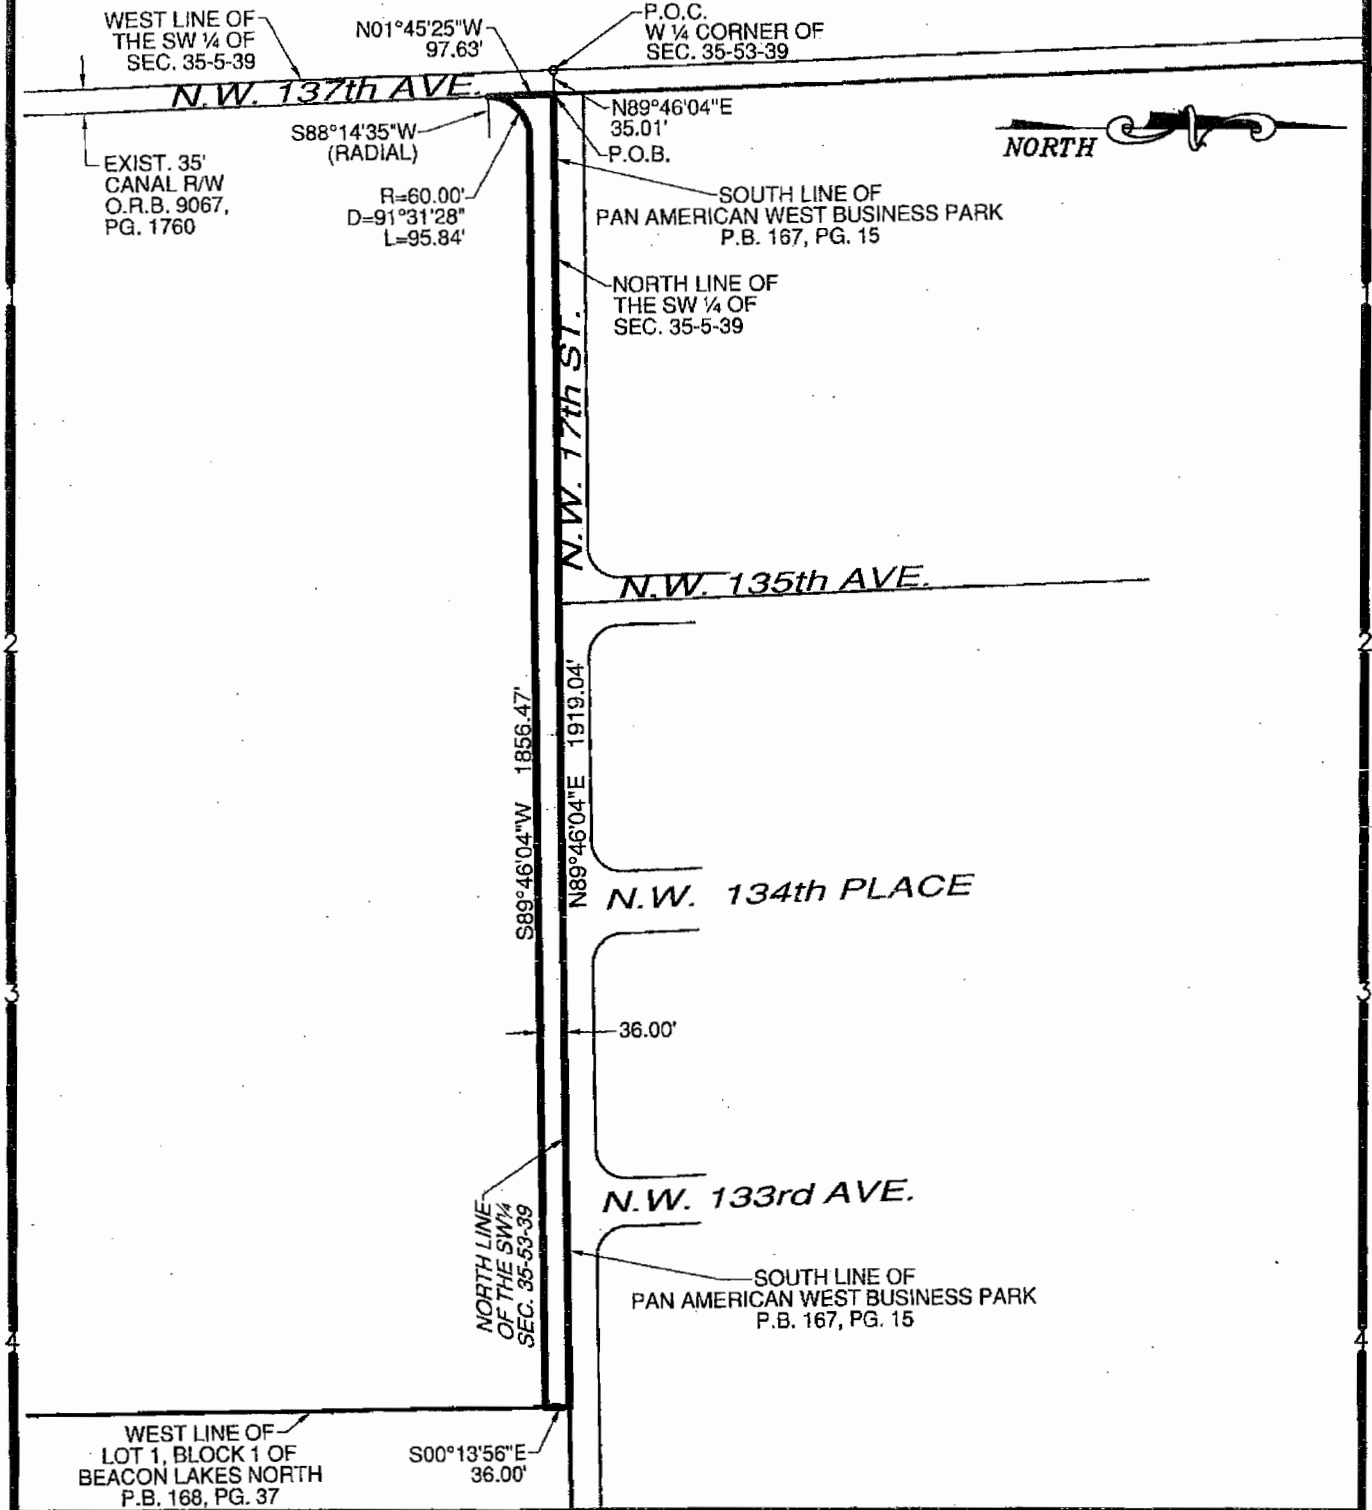 WEST LINE OF
THE SW ¼ OF
SEC. 35-5-39
N01°45'25"W
97.63'
P.O.C.
W ¼ CORNER OF
SEC. 35-53-39
N.W. 137th AVE.
N89°46'04"E
35.01'
P.O.B.
S88°14'35"W
(RADIAL)
NORTH
EXIST. 35'
CANAL R/W
O.R.B. 9067,
PG. 1760
R=60.00'
D=91°31'28"
L=95.84'
SOUTH LINE OF
PAN AMERICAN WEST BUSINESS PARK
P.B. 167, PG. 15
NORTH LINE OF
THE SW ¼ OF
SEC. 35-5-39
N.W. 17th ST.
N.W. 135th AVE.
2
2
S89°46'04"W 1856.47'
N89°46'04"E 1919.04'
N.W. 134th PLACE
3
3
36.00'
N.W. 133rd AVE.
NORTH LINE
OF THE SW¼
SEC. 35-53-39
SOUTH LINE OF
PAN AMERICAN WEST BUSINESS PARK
P.B. 167, PG. 15
4
4
WEST LINE OF
LOT 1, BLOCK 1 OF
BEACON LAKES NORTH
P.B. 168, PG. 37
S00°13'56"E
36.00'